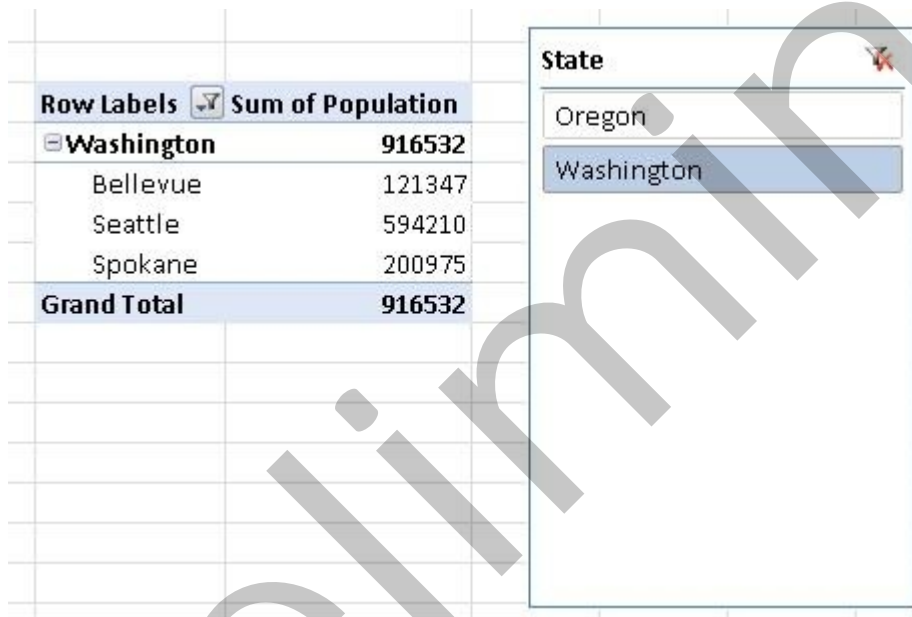 Row Labels Sum of Population
Washington 916532
Bellevue 121347
Seattle 594210
Spokane 200975
Grand Total 916532
State
Oregon
Washington